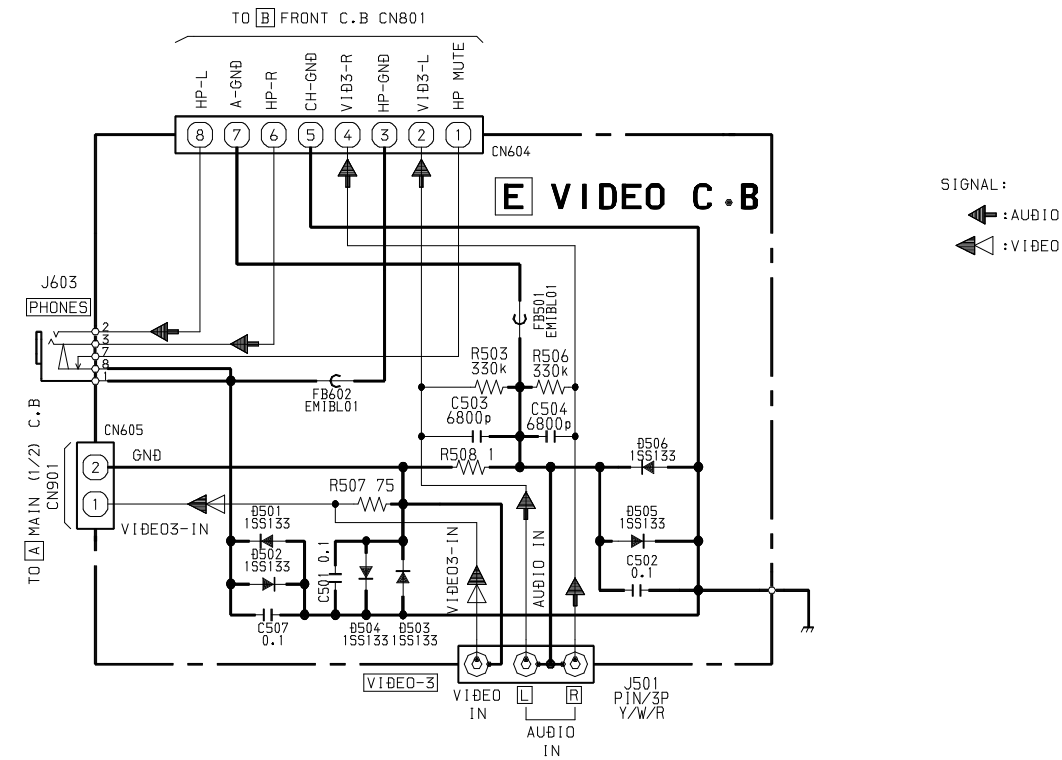 TO B FRONT C.B CN801
HP-L
A-GND
HP-R
CH-GND
VID3-R
HP-GND
VID3-L
HP MUTE
8 7 6 5 4 3 2 1
CN604
E VIDEO C.B
SIGNAL:
:AUDIO
:VIDEO
J603
PHONES
2
3
7
8
1
FB501
EMIBL01
R503
330k
R506
330k
FB602
EMIBL01
C503
6800p
C504
6800p
CN605
2
GND
1
VIDEO3-IN
TO A MAIN (1/2) C.B
CN901
R508 1
D506
1SS133
R507 75
D501
1SS133
D502
1SS133
C501 0.1
VIDEO3-IN
AUDIO IN
D505
1SS133
C502
0.1
C507
0.1
D504
1SS133
D503
1SS133
VIDEO-3
VIDEO
IN
L
R
AUDIO
IN
J501
PIN/3P
Y/W/R